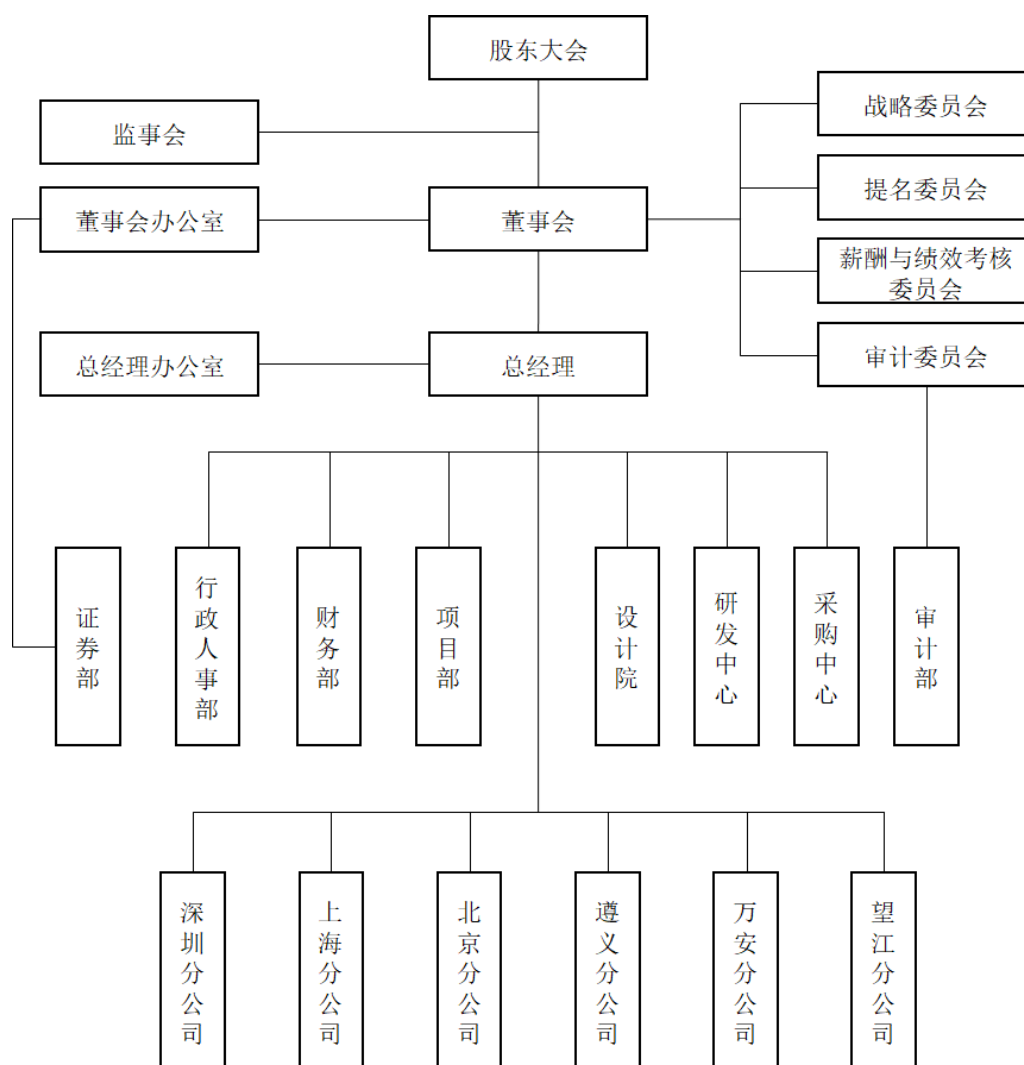 股东大会
战略委员会
监事会
提名委员会
董事会办公室
董事会
薪酬与绩效考核
委员会
总经理办公室
总经理
审计委员会
证券部
行政人事部
财务部
项目部
设计院
研发中心
采购中心
审计部
深圳分公司
上海分公司
北京分公司
遵义分公司
万安分公司
望江分公司